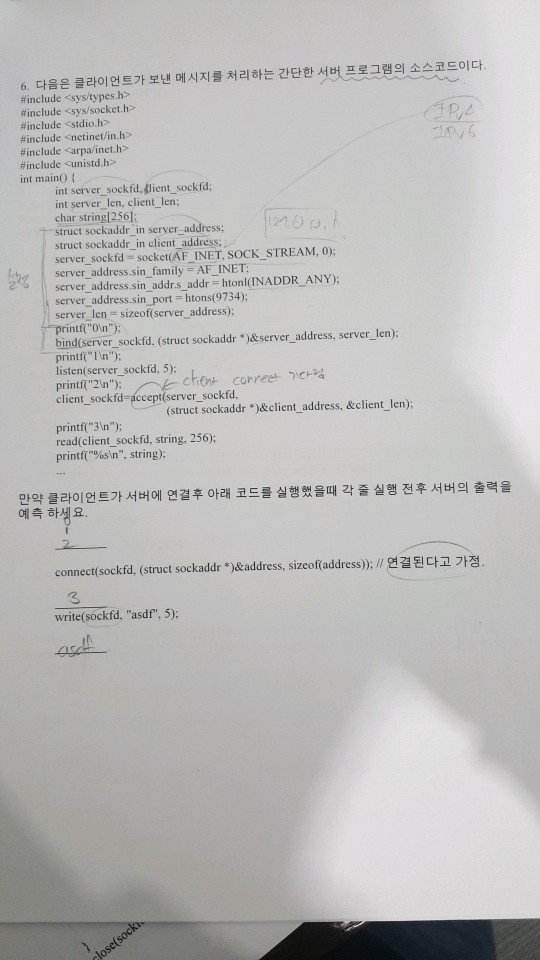 6. 다음은 클라이언트가 보낸 메시지를 처리하는 간단한 서버 프로그램의 소스코드이다.
#include <sys/types.h>
#include <sys/socket.h>
#include <stdio.h>
#include <netinet/in.h>
#include <arpa/inet.h>
#include <unistd.h>
IPv4
IPv6
int main() {
int server_sockfd, client_sockfd;
int server_len, client_len;
char string[256];
struct sockaddr_in server_address;
struct sockaddr_in client_address;
server_sockfd = socket(AF_INET, SOCK_STREAM, 0);
server_address.sin_family = AF_INET;
server_address.sin_addr.s_addr = htonl(INADDR_ANY);
server_address.sin_port = htons(9734);
server_len = sizeof(server_address);
printf("0\n");
bind(server_sockfd, (struct sockaddr *)&server_address, server_len);
printf("1\n");
listen(server_sockfd, 5);
printf("2\n");
client connect 기다림
client_sockfd=accept(server_sockfd,
(struct sockaddr *)&client_address, &client_len);
printf("3\n");
read(client_sockfd, string, 256);
printf("%s\n", string);
...
만약 클라이언트가 서버에 연결후 아래 코드를 실행했을때 각 줄 실행 전후 서버의 출력을
예측 하세요.
0
1
2
connect(sockfd, (struct sockaddr *)&address, sizeof(address)); // 연결된다고 가정.
3
write(sockfd, "asdf", 5);
asdf
}